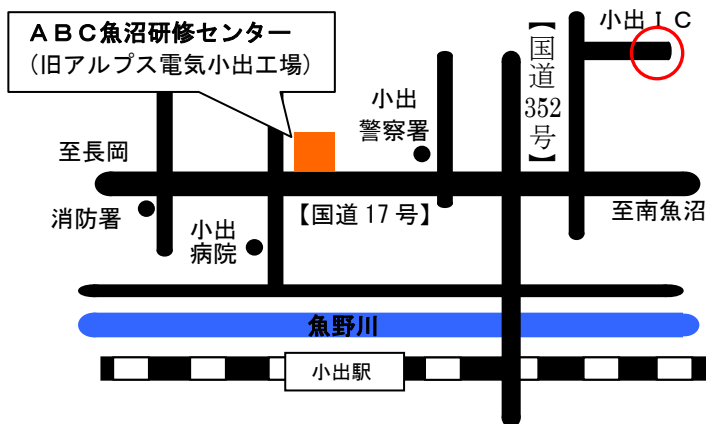 ABC魚沼研修センター
(旧アルプス電気小出工場)
小出IC
【国道352号】
小出
警察署
至長岡
消防署
小出
病院
【国道17号】
至南魚沼
魚野川
小出駅